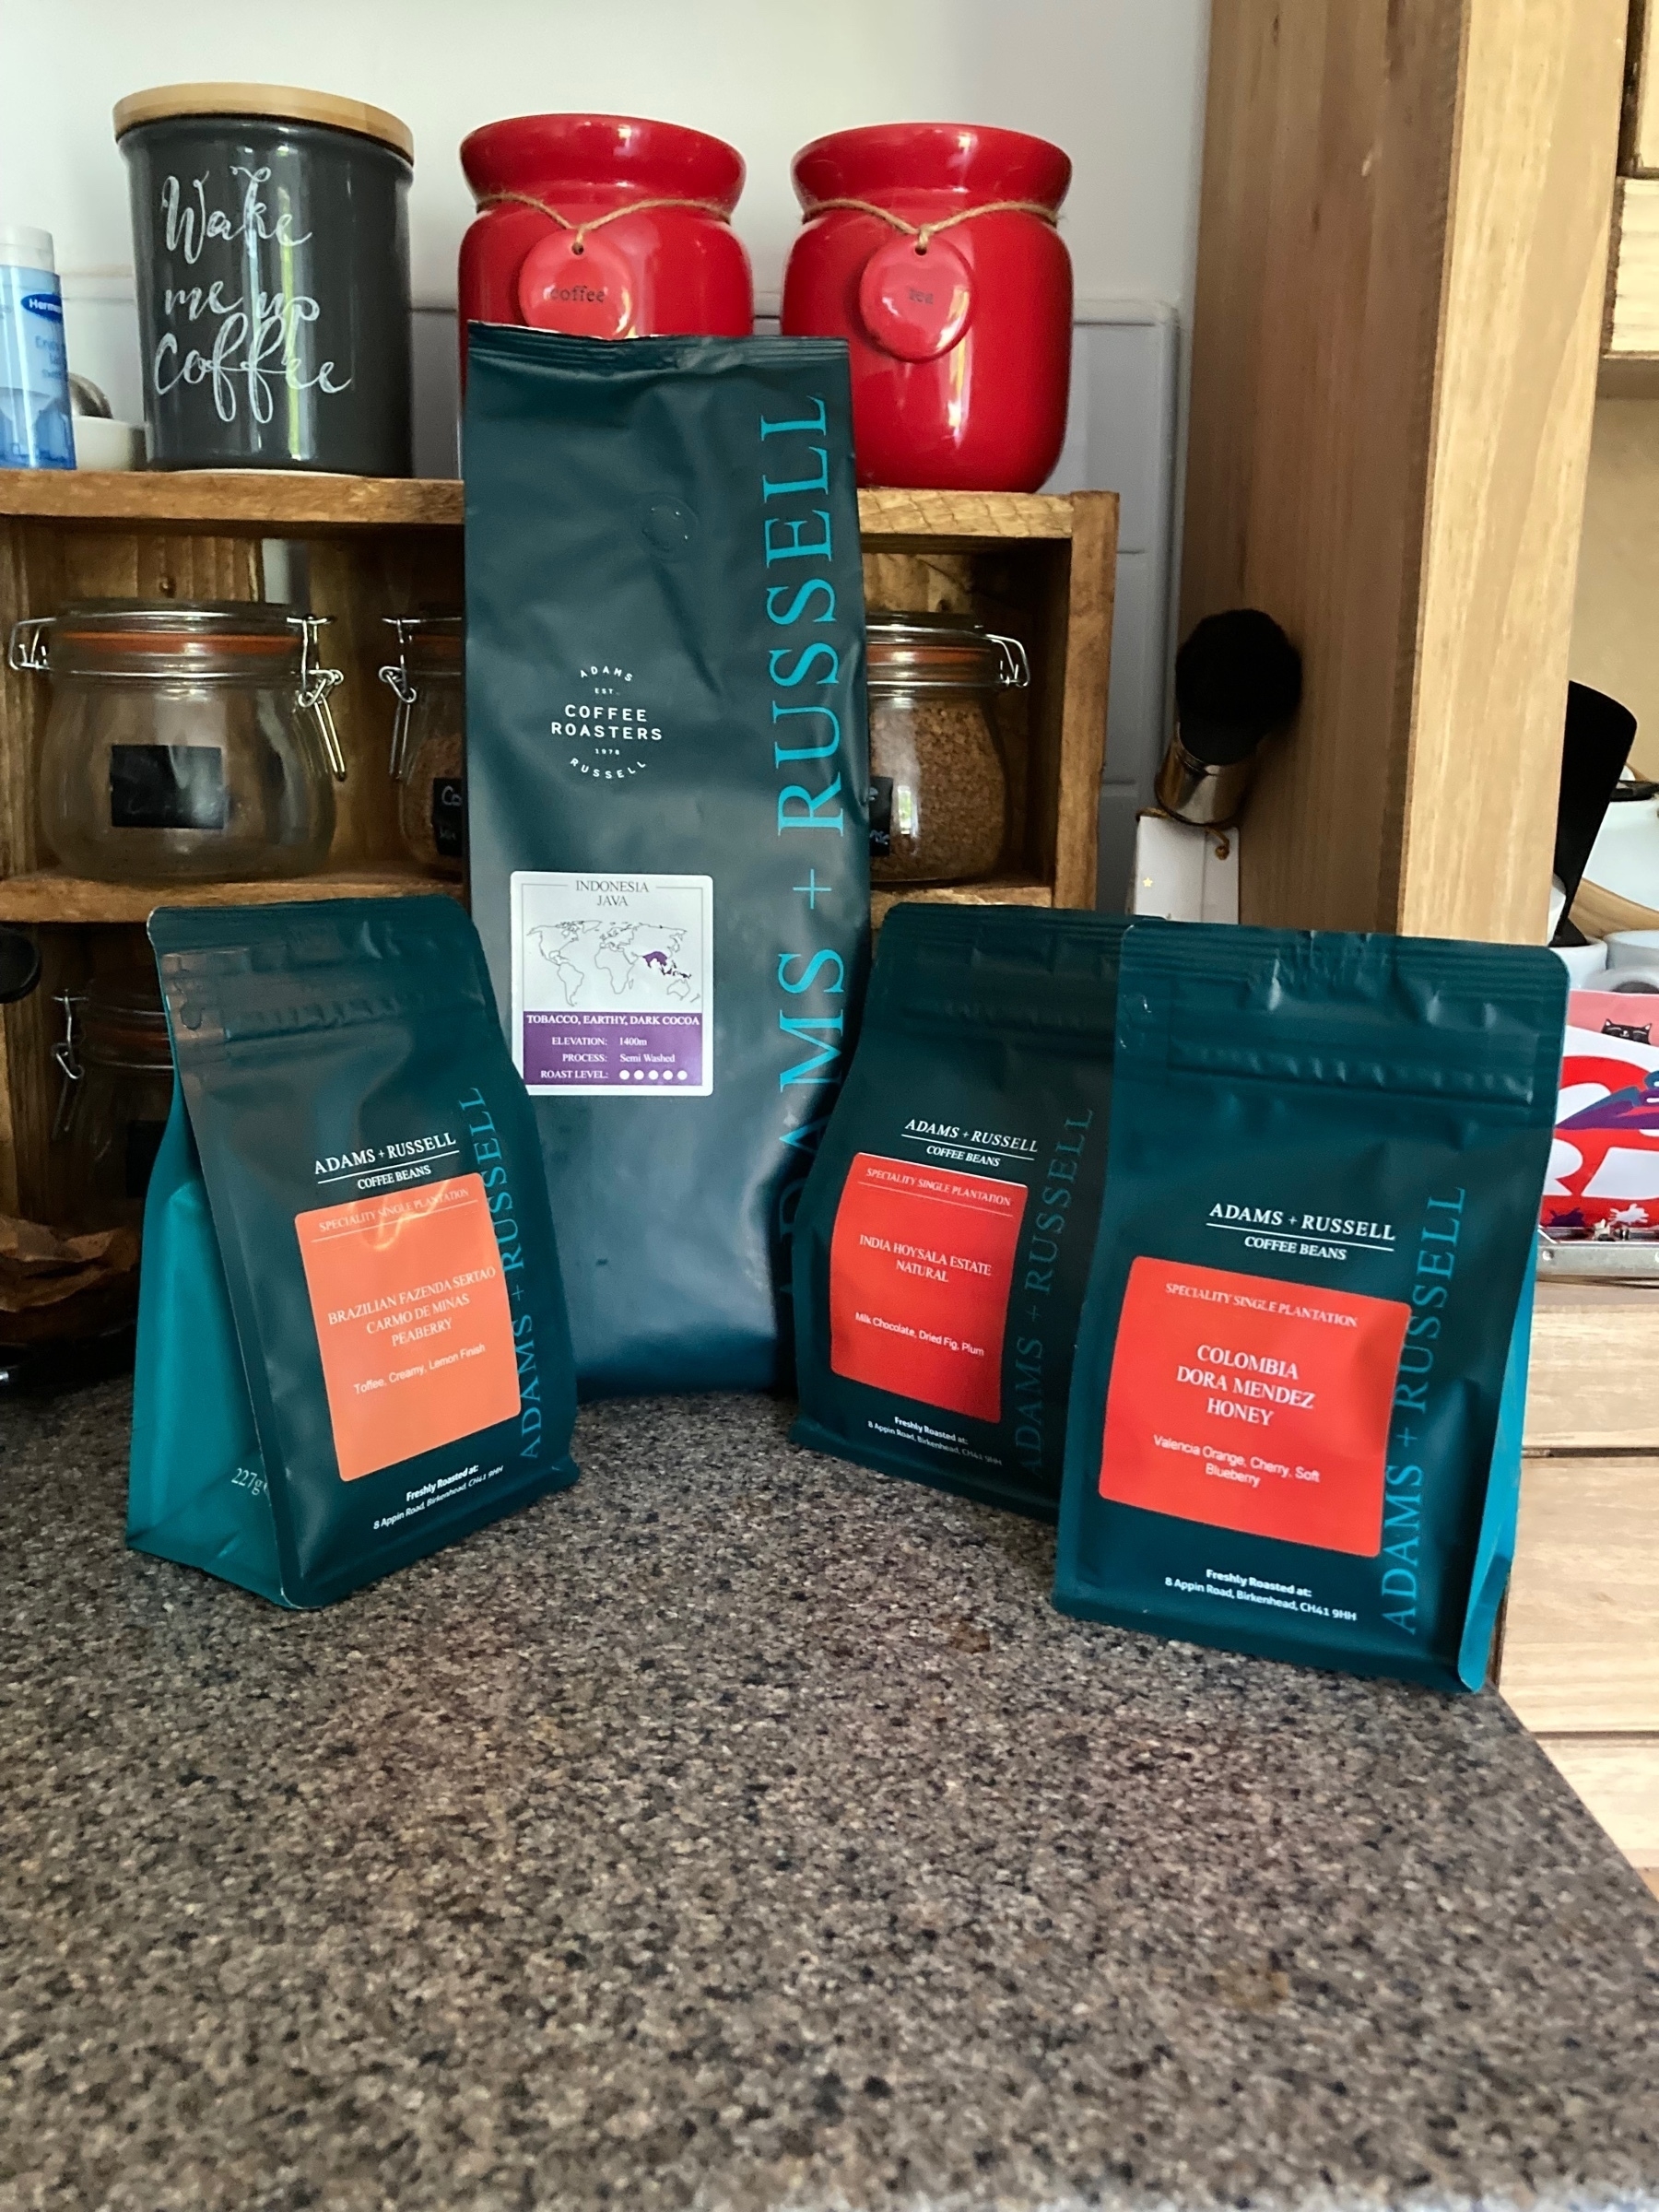 Wake
me up
Coffee
coffee
Tea
ADAMS + RUSSELL
ADAMS
EST.
COFFEE
ROASTERS
1978
RUSSELL
INDONESIA
JAVA
TOBACCO, EARTHY, DARK COCOA
ELEVATION: 1400m
PROCESS: Semi Washed
ROAST LEVEL:
ADAMS + RUSSELL
COFFEE BEANS
SPECIALITY SINGLE PLANTATION
BRAZILIAN FAZENDA SERTAO
CARMO DE MINAS
PEABERRY
Toffee, Creamy, Lemon Finish
Freshly Roasted at:
8 Appin Road, Birkenhead, CH41 9HH
ADAMS + RUSSELL
227g
ADAMS + RUSSELL
COFFEE BEANS
SPECIALITY SINGLE PLANTATION
INDIA HOYSALA ESTATE
NATURAL
Milk Chocolate, Dried Fig, Plum
Freshly Roasted at:
8 Appin Road, Birkenhead, CH41 9HH
ADAMS + RUSSELL
ADAMS + RUSSELL
COFFEE BEANS
SPECIALITY SINGLE PLANTATION
COLOMBIA
DORA MENDEZ
HONEY
Valencia Orange, Cherry, Soft
Blueberry
Freshly Roasted at:
8 Appin Road, Birkenhead, CH41 9HH
ADAMS + RUSSELL